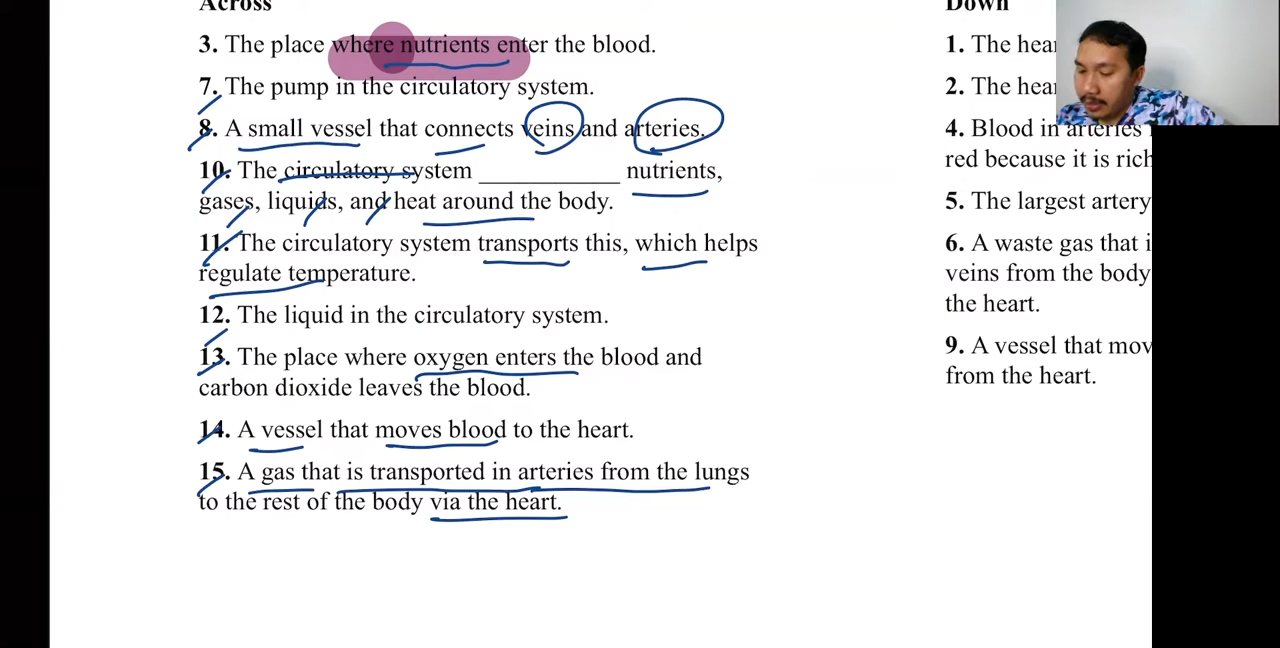 Across
3. The place where nutrients enter the blood.
7. The pump in the circulatory system.
8. A small vessel that connects veins and arteries.
10. The circulatory system ___________ nutrients,
gases, liquids, and heat around the body.
11. The circulatory system transports this, which helps
regulate temperature.
12. The liquid in the circulatory system.
13. The place where oxygen enters the blood and
carbon dioxide leaves the blood.
14. A vessel that moves blood to the heart.
15. A gas that is transported in arteries from the lungs
to the rest of the body via the heart.
Down
1. The hear
2. The hear
4. Blood in arteries
red because it is rich
5. The largest artery
6. A waste gas that i
veins from the body
the heart.
9. A vessel that mov
from the heart.